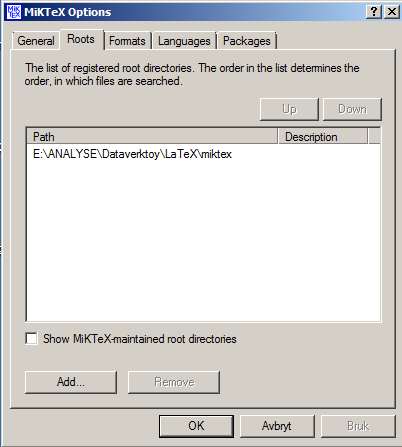 MiKTeX Options
General Roots Formats Languages Packages
The list of registered root directories. The order in the list determines the
order, in which files are searched.
Up Down
Path Description
E:\ANALYSE\Dataverktoy\LaTeX\miktex
Show MiKTeX-maintained root directories
Add... Remove
OK Avbryt Bruk